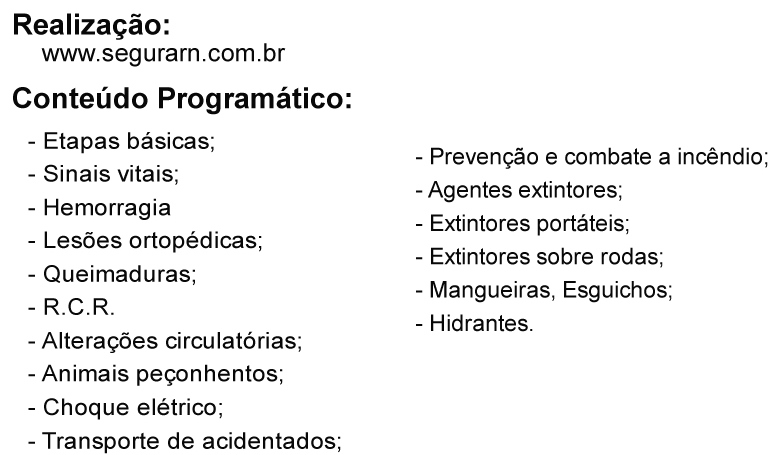 Realização:
www.segurarn.com.br
Conteúdo Programático:
- Etapas básicas;
- Sinais vitais;
- Hemorragia
- Lesões ortopédicas;
- Queimaduras;
- R.C.R.
- Alterações circulatórias;
- Animais peçonhentos;
- Choque elétrico;
- Transporte de acidentados;
- Prevenção e combate a incêndio;
- Agentes extintores;
- Extintores portáteis;
- Extintores sobre rodas;
- Mangueiras, Esguichos;
- Hidrantes.